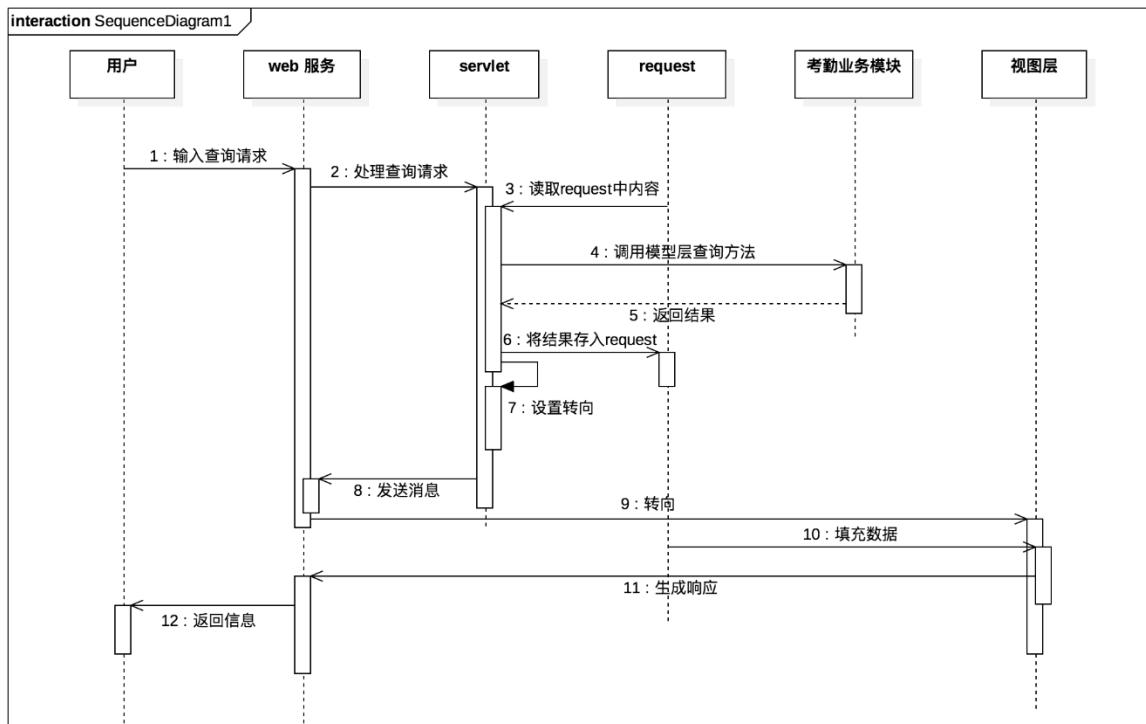 interaction SequenceDiagram1
用户
web 服务
servlet
request
考勤业务模块
视图层
1 : 输入查询请求
2 : 处理查询请求
3 : 读取request中内容
4 : 调用模型层查询方法
5 : 返回结果
6 : 将结果存入request
7 : 设置转向
8 : 发送消息
9 : 转向
10 : 填充数据
11 : 生成响应
12 : 返回信息